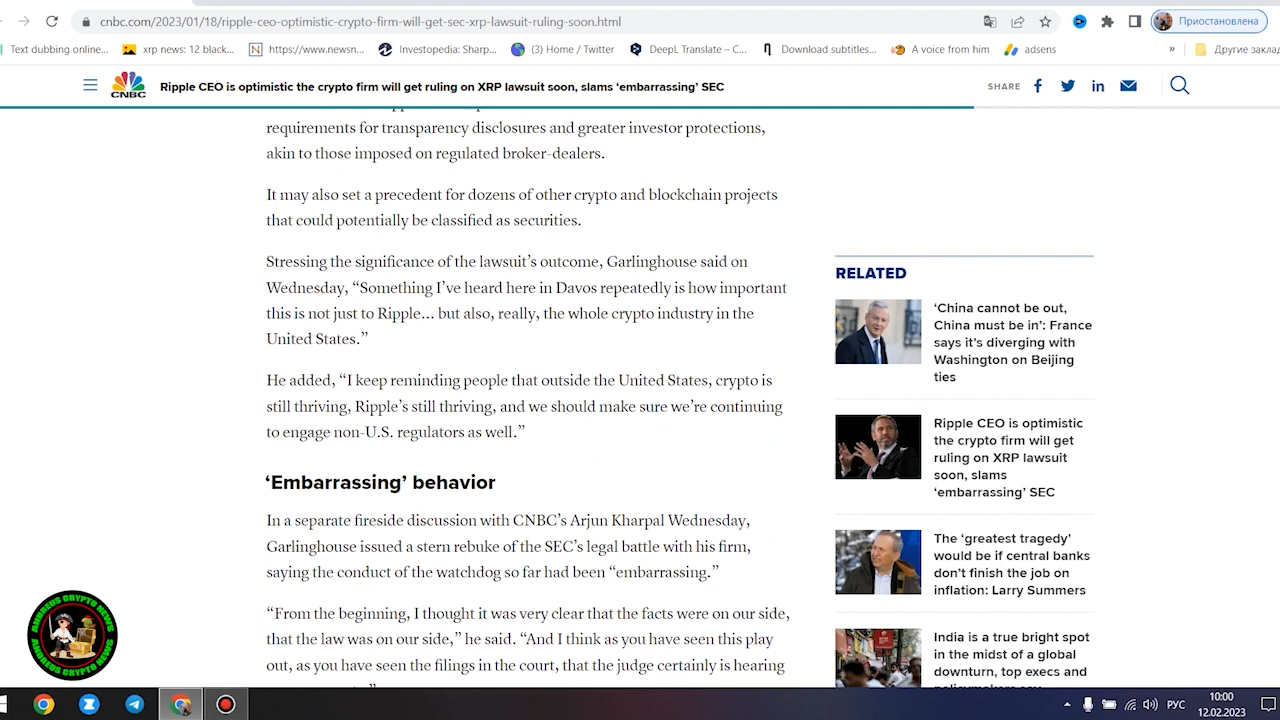 cnbc.com/2023/01/18/ripple-ceo-optimistic-crypto-firm-will-get-sec-xrp-lawsuit-ruling-soon.html
Приостановлена
Text dubbing online...
xrp news: 12 black...
https://www.newsn...
Investopedia: Sharp...
(3) Home / Twitter
DeepL Translate – C...
Download subtitles...
A voice from him
adsens
»
Другие закла
CNBC
Ripple CEO is optimistic the crypto firm will get ruling on XRP lawsuit soon, slams ‘embarrassing’ SEC
SHARE
requirements for transparency disclosures and greater investor protections,
akin to those imposed on regulated broker-dealers.
It may also set a precedent for dozens of other crypto and blockchain projects
that could potentially be classified as securities.
Stressing the significance of the lawsuit’s outcome, Garlinghouse said on
Wednesday, “Something I’ve heard here in Davos repeatedly is how important
this is not just to Ripple… but also, really, the whole crypto industry in the
United States.”
He added, “I keep reminding people that outside the United States, crypto is
still thriving, Ripple’s still thriving, and we should make sure we’re continuing
to engage non-U.S. regulators as well.”
‘Embarrassing’ behavior
In a separate fireside discussion with CNBC’s Arjun Kharpal Wednesday,
Garlinghouse issued a stern rebuke of the SEC’s legal battle with his firm,
saying the conduct of the watchdog so far had been “embarrassing.”
“From the beginning, I thought it was very clear that the facts were on our side,
that the law was on our side,” he said. “And I think as you have seen this play
out, as you have seen the filings in the court, that the judge certainly is hearing
RELATED
‘China cannot be out,
China must be in’: France
says it’s diverging with
Washington on Beijing
ties
Ripple CEO is optimistic
the crypto firm will get
ruling on XRP lawsuit
soon, slams
‘embarrassing’ SEC
The ‘greatest tragedy’
would be if central banks
don’t finish the job on
inflation: Larry Summers
India is a true bright spot
in the midst of a global
downturn, top execs and
ANDREUS CRYPTO NEWS
ANDREUS CRYPTO NEWS
РУС
10:00
12.02.2023